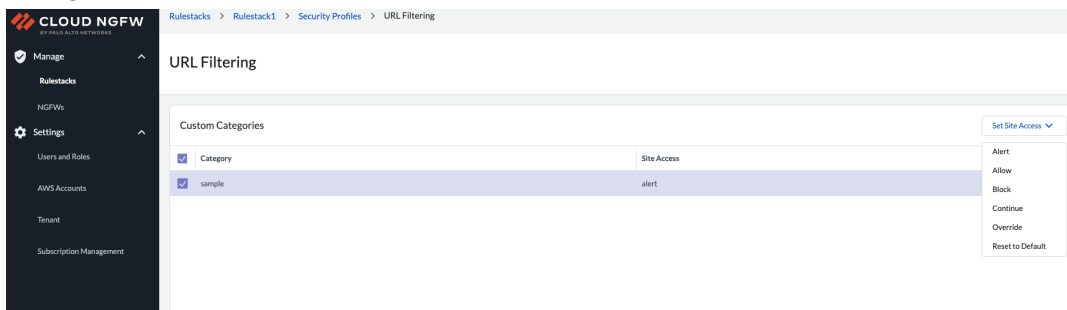 CLOUD NGFW
BY PALO ALTO NETWORKS
Manage
Rulestacks
NGFWs
Settings
Users and Roles
AWS Accounts
Tenant
Subscription Management
Rulestacks > Rulestack1 > Security Profiles > URL Filtering
URL Filtering
Custom Categories
Set Site Access
Category Site Access
sample alert
Alert
Allow
Block
Continue
Override
Reset to Default